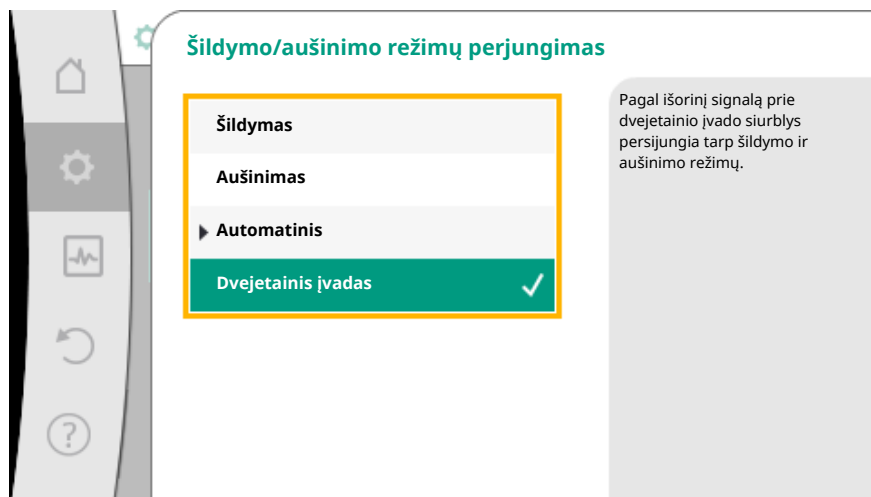 Šildymo/aušinimo režimų perjungimas
Šildymas
Aušinimas
Automatinis
Dvejetainis įvadas
Pagal išorinį signalą prie
dvejetainio įvado siurblys
persijungia tarp šildymo ir
aušinimo režimų.